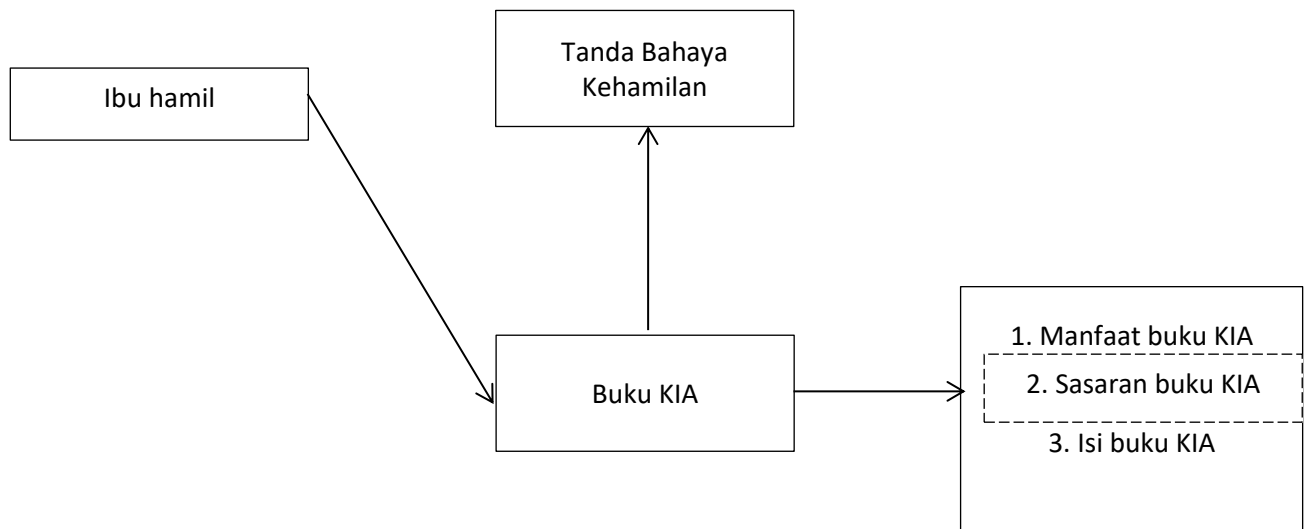 Tanda Bahaya
Kehamilan
Ibu hamil
Buku KIA
1. Manfaat buku KIA
2. Sasaran buku KIA
3. Isi buku KIA